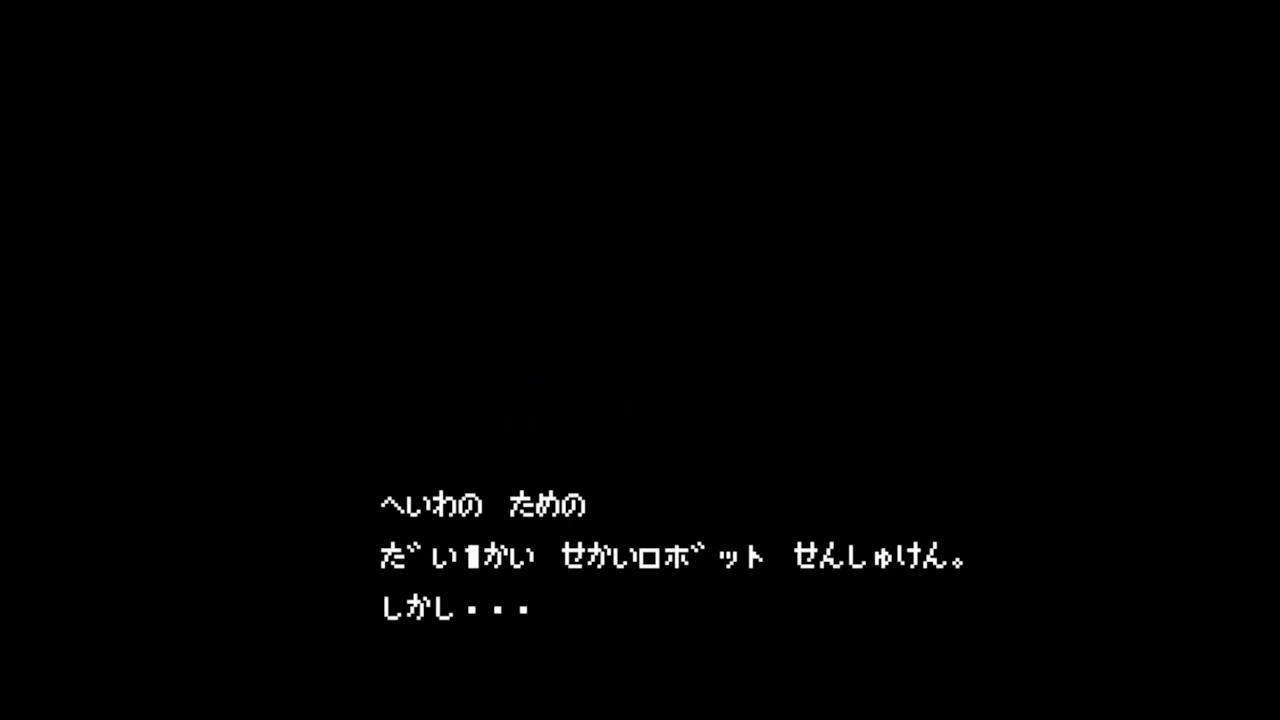 へいわの ための
だい1かい せかいロボット せんしゅけん。
しかし・・・